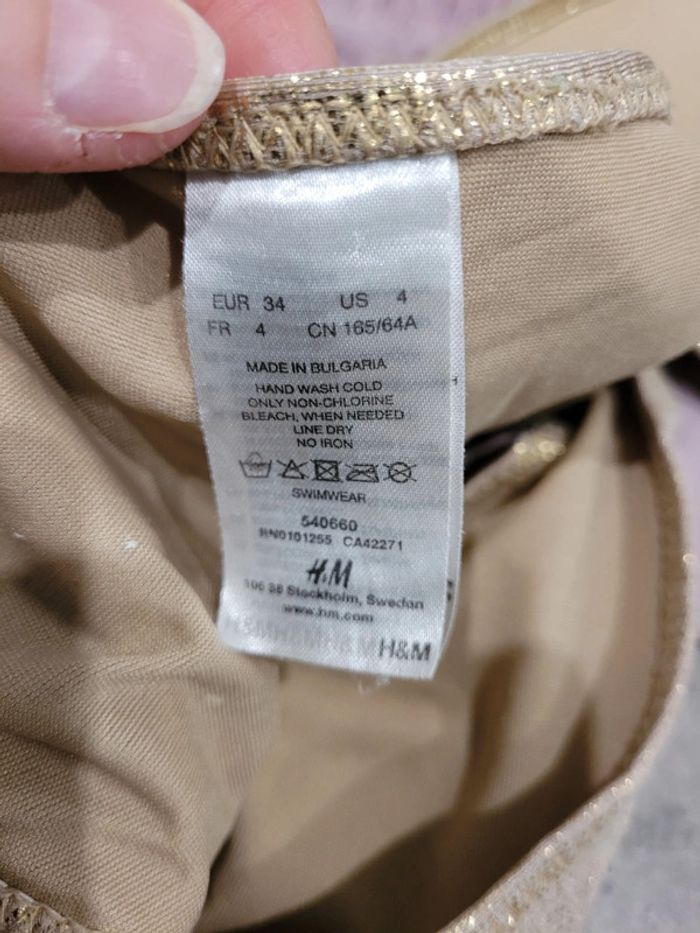 EUR 34 US 4
FR 4 CN 165/64A
MADE IN BULGARIA
HAND WASH COLD
ONLY NON-CHLORINE
BLEACH, WHEN NEEDED
LINE DRY
NO IRON
SWIMWEAR
540660
RN0101255 CA42271
H&M
106 38 Stockholm, Sweden
www.hm.com
H&M H&M H&M H&M